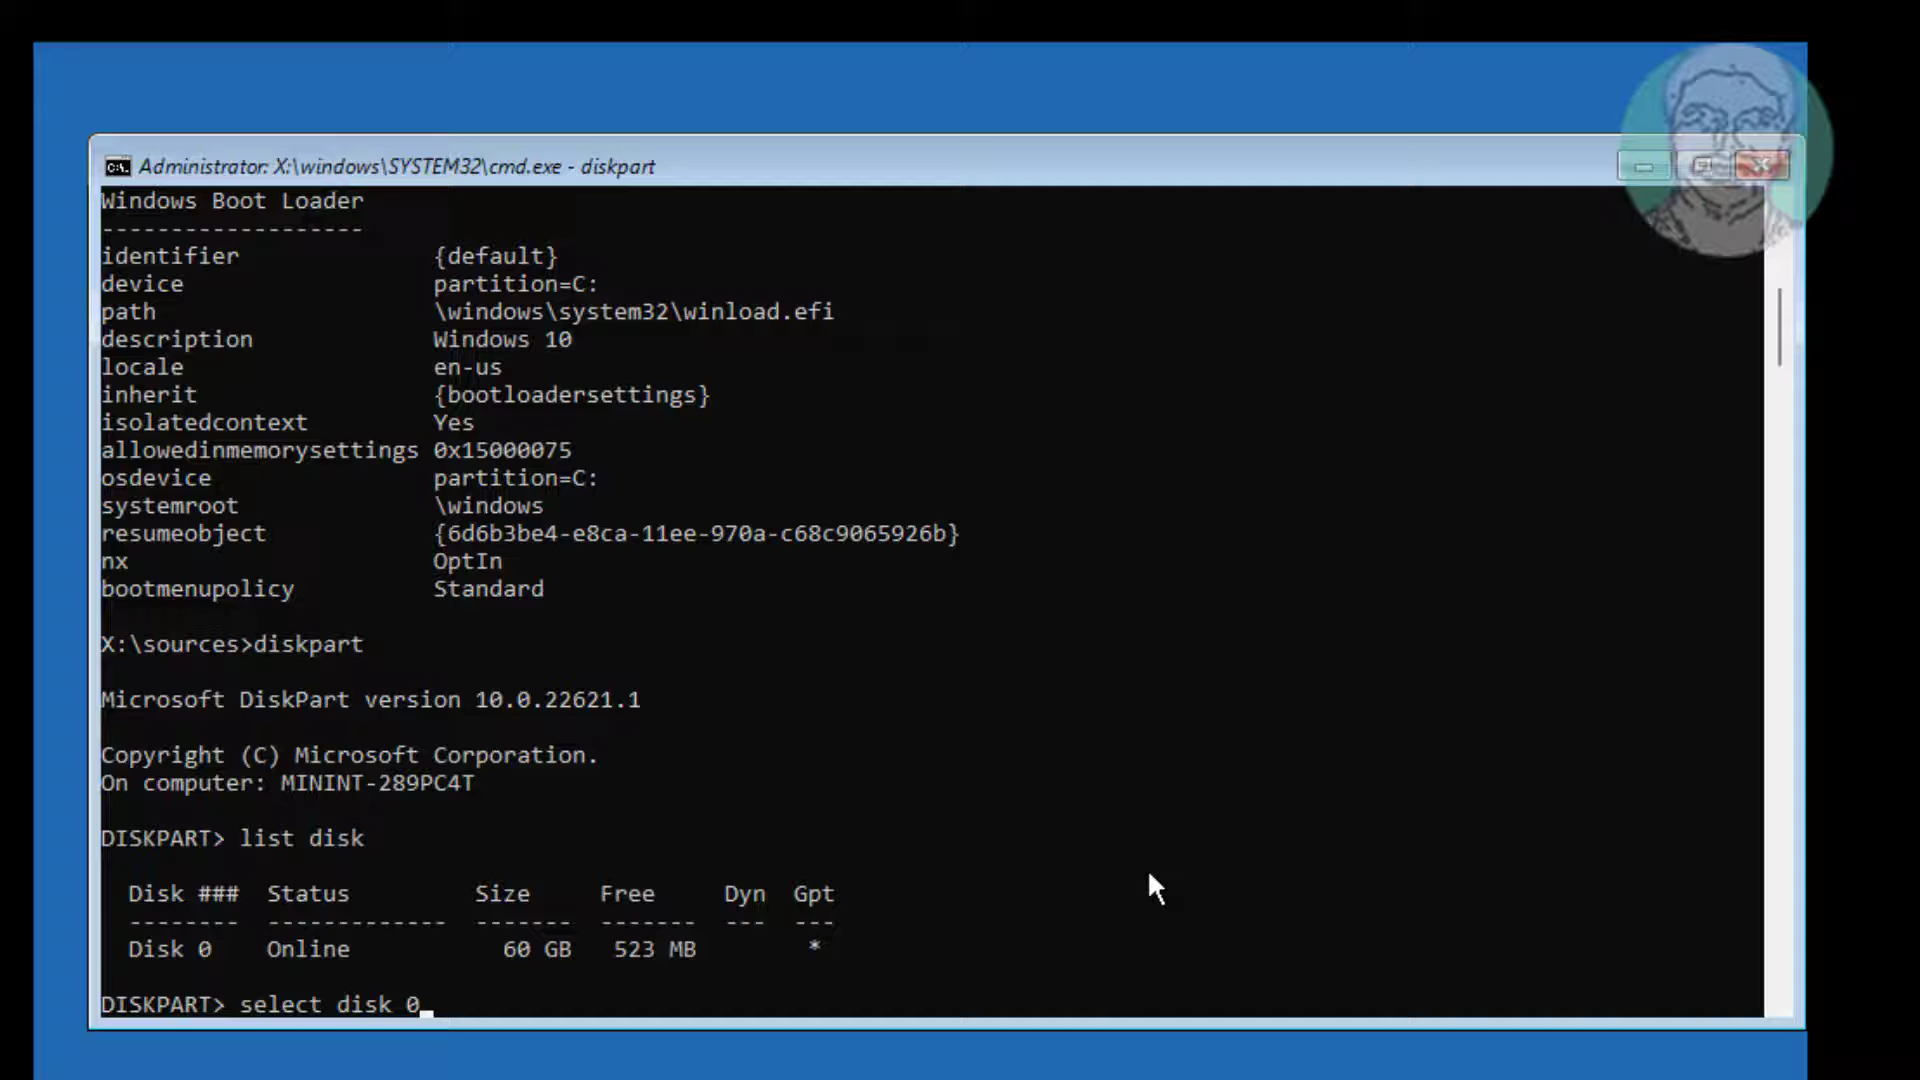 Administrator: X:\windows\SYSTEM32\cmd.exe - diskpart
Windows Boot Loader
-------------------
identifier              {default}
device                  partition=C:
path                    \windows\system32\winload.efi
description             Windows 10
locale                  en-us
inherit                 {bootloadersettings}
isolatedcontext         Yes
allowedinmemorysettings 0x15000075
osdevice                partition=C:
systemroot              \windows
resumeobject            {6d6b3be4-e8ca-11ee-970a-c68c9065926b}
nx                      OptIn
bootmenupolicy          Standard
X:\sources>diskpart
Microsoft DiskPart version 10.0.22621.1
Copyright (C) Microsoft Corporation.
On computer: MININT-289PC4T
DISKPART> list disk
  Disk ###  Status         Size     Free     Dyn  Gpt
  --------  -------------  -------  -------  ---  ---
  Disk 0    Online           60 GB   523 MB        *
DISKPART> select disk 0